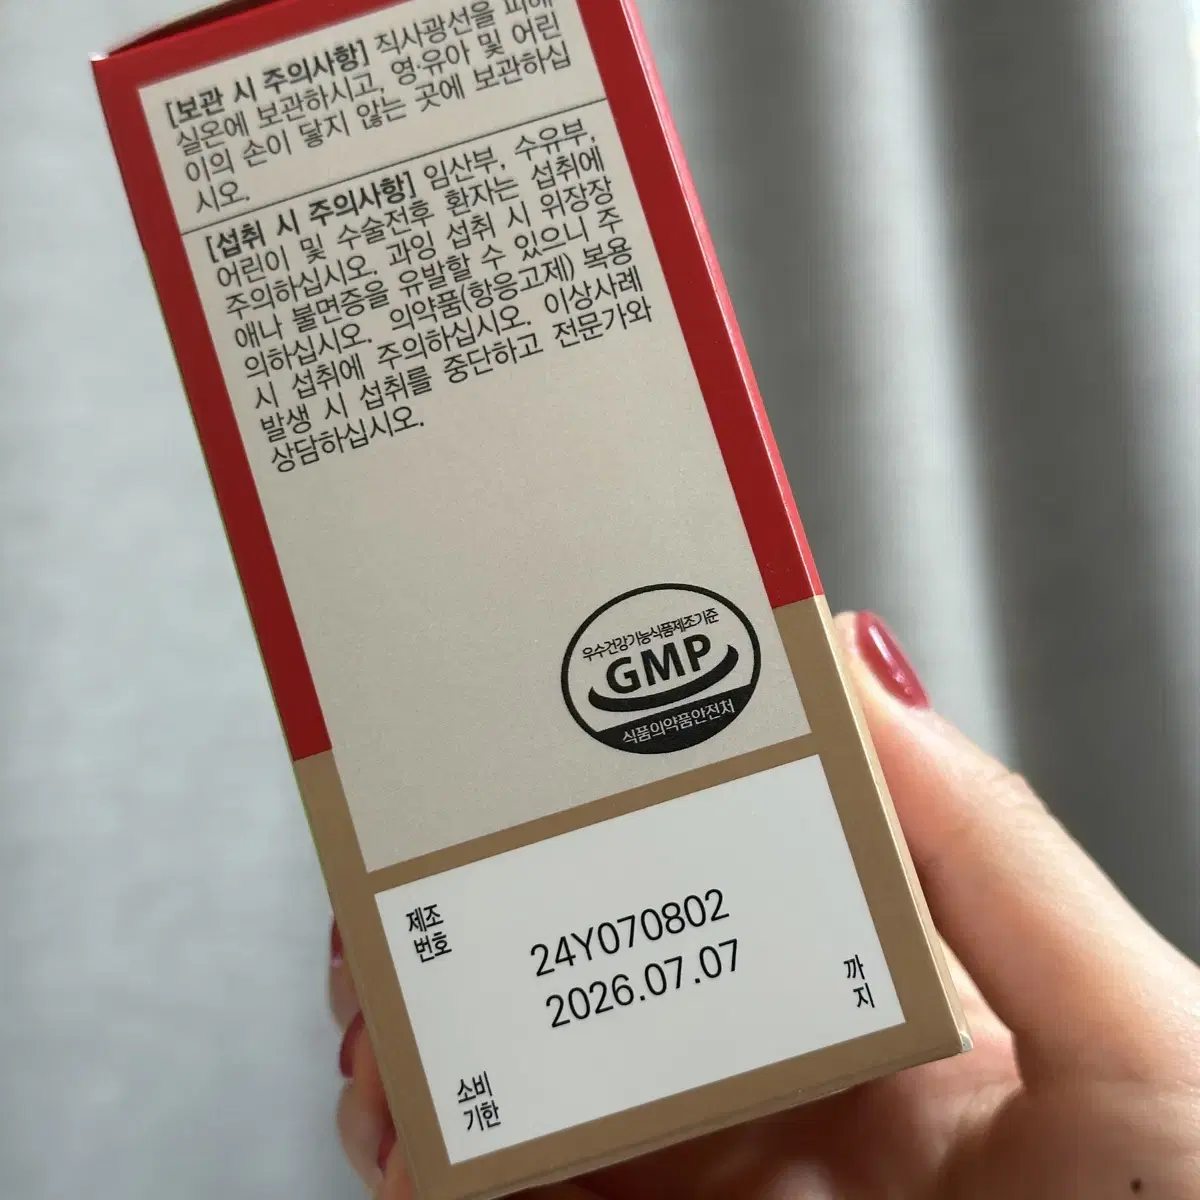 [보관 시 주의사항] 직사광선을 피해
실온에 보관하시고, 영·유아 및 어린
이의 손이 닿지 않는 곳에 보관하십
시오.
[섭취 시 주의사항] 임산부, 수유부,
어린이 및 수술전후 환자는 섭취에
주의하십시오. 과잉 섭취 시 위장장
애나 불면증을 유발할 수 있으니 주
의하십시오. 의약품(항응고제) 복용
시 섭취에 주의하십시오. 이상사례
발생 시 섭취를 중단하고 전문가와
상담하십시오.
우수건강기능식품제조기준
GMP
식품의약품안전처
제조
번호
24Y070802
2026.07.07
까
지
소비
기한